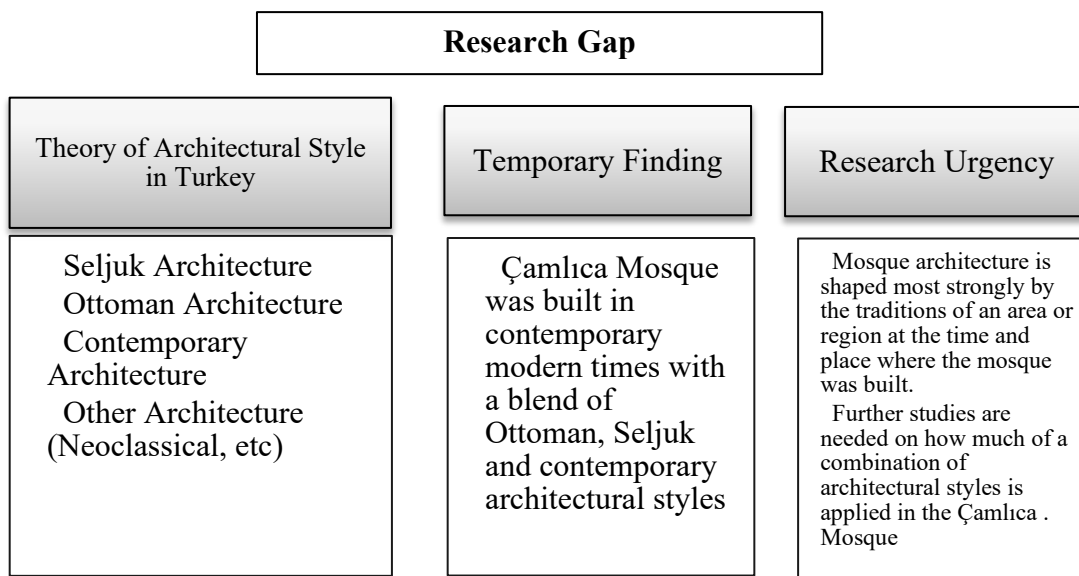 Research Gap
Theory of Architectural Style
in Turkey
Seljuk Architecture
Ottoman Architecture
Contemporary
Architecture
Other Architecture
(Neoclassical, etc)
Temporary Finding
Çamlıca Mosque
was built in
contemporary
modern times with
a blend of
Ottoman, Seljuk
and contemporary
architectural styles
Research Urgency
Mosque architecture is
shaped most strongly by
the traditions of an area or
region at the time and
place where the mosque
was built.
Further studies are
needed on how much of a
combination of
architectural styles is
applied in the Çamlıca .
Mosque